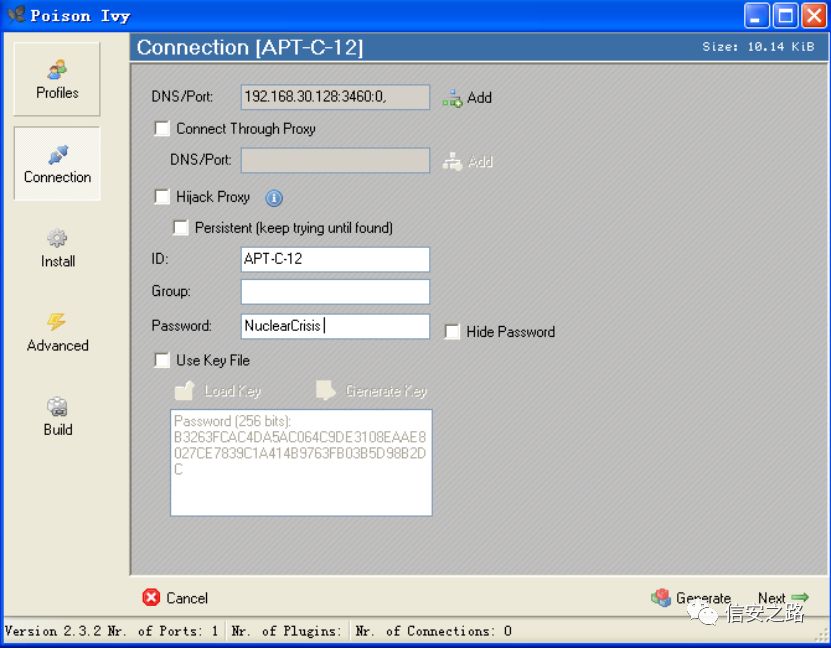 Poison Ivy
Connection [APT-C-12]
Size: 10.14 KiB
Profiles
Connection
Install
Advanced
Build
DNS/Port: 192.168.30.128:3460:0, Add
Connect Through Proxy
DNS/Port: Add
Hijack Proxy
Persistent (keep trying until found)
ID: APT-C-12
Group:
Password: NuclearCrisis Hide Password
Use Key File
Load Key Generate Key
Password (256 bits):
B3263FCAC4DA5AC064C9DE3108EAAE8
027CE7839C1A414B9763FB03B5D98B2D
C
Cancel Generate Next
信安之路
Version 2.3.2 Nr. of Ports: 1 Nr. of Plugins: Nr. of Connections: 0